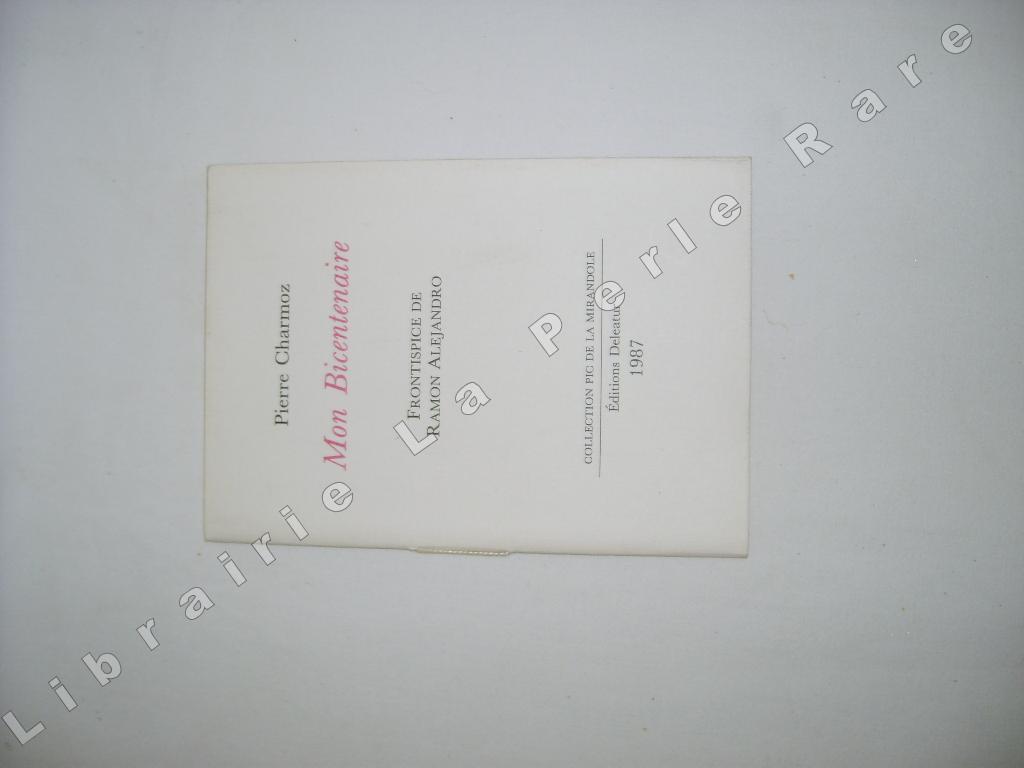 Pierre Charmoz
Mon Bicentenaire
FRONTISPICE DE
RAMON ALEJANDRO
COLLECTION PIC DE LA MIRANDOLE
Éditions Deleatur
1987
Librairie La Perle Rare